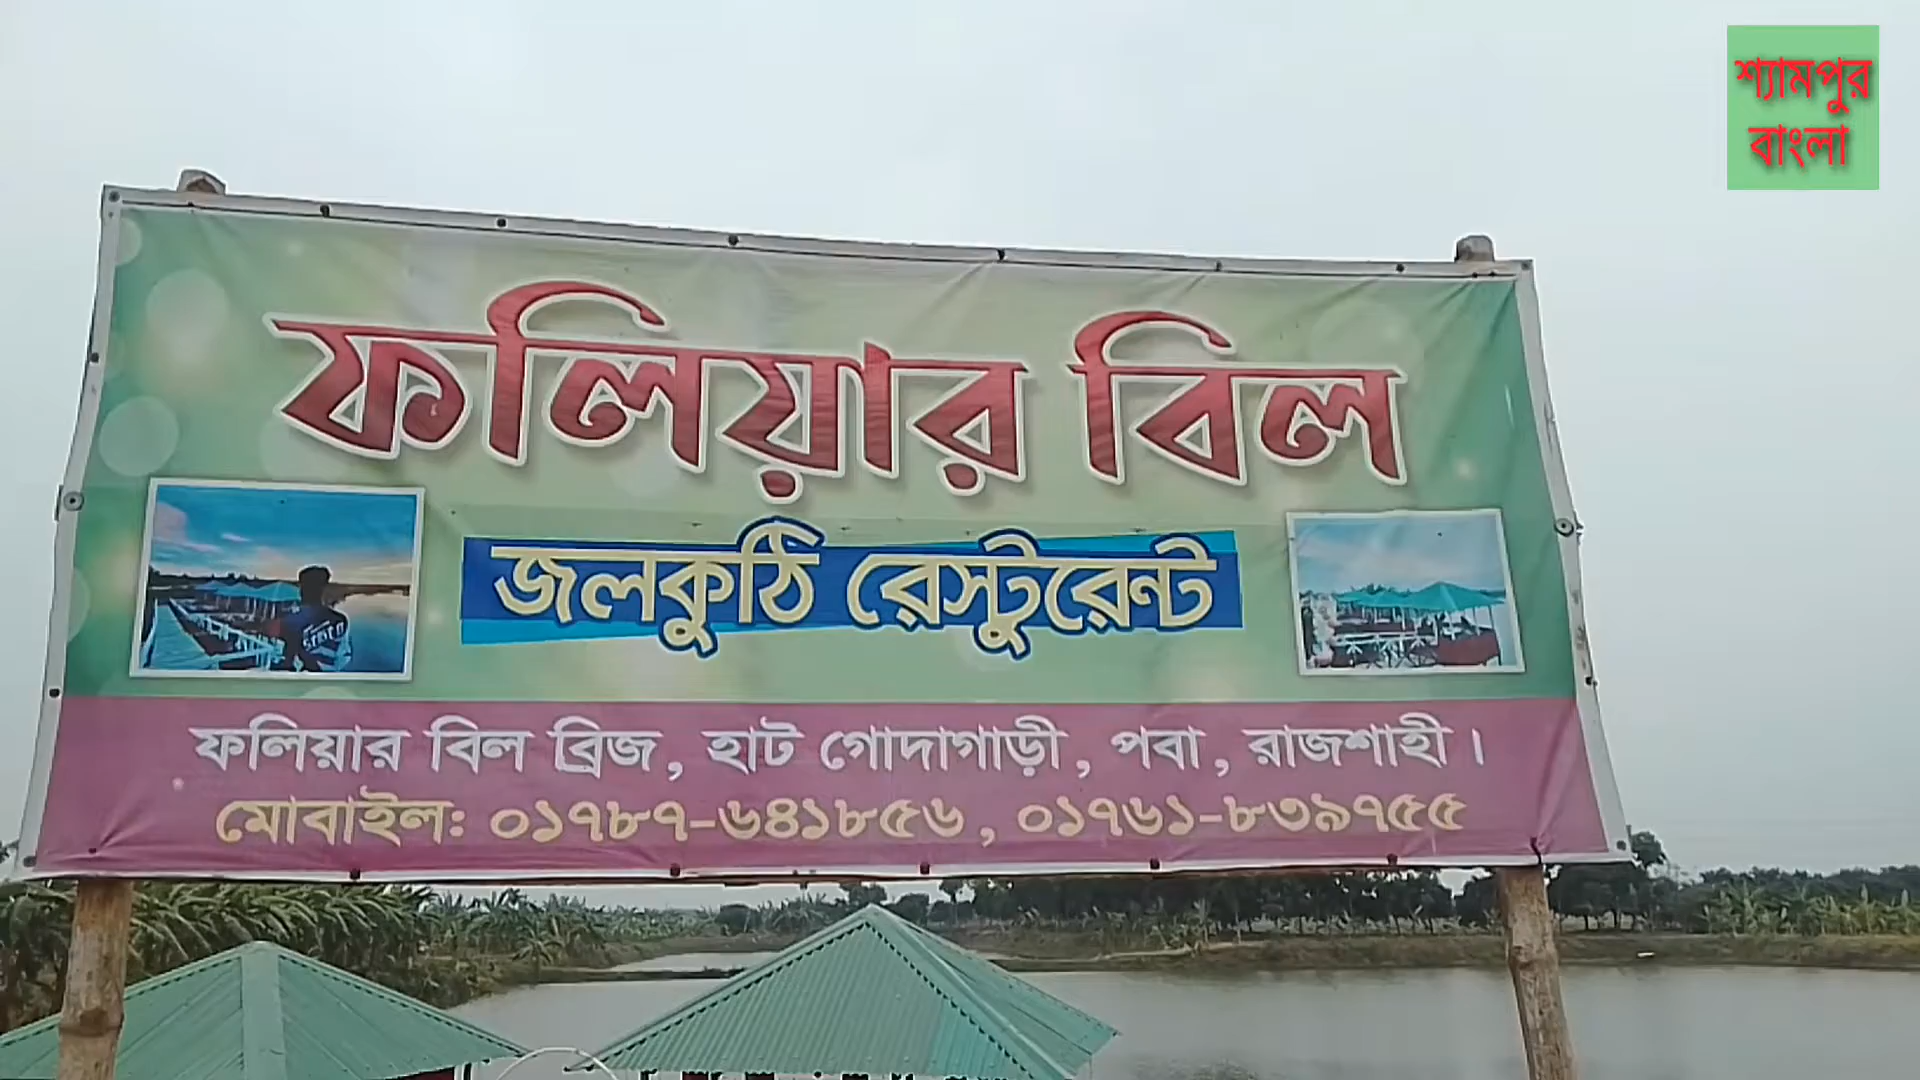 শ্যামপুর
বাংলা
ফলিয়ার বিল
জলকুঠি রেস্টুরেন্ট
ফলিয়ার বিল ব্রিজ, হাট গোদাগাড়ী, পবা, রাজশাহী।
মোবাইল: ০১৭৮৭-৬৪১৮৫৬, ০১৭৬১-৮৩৯৭৫৫